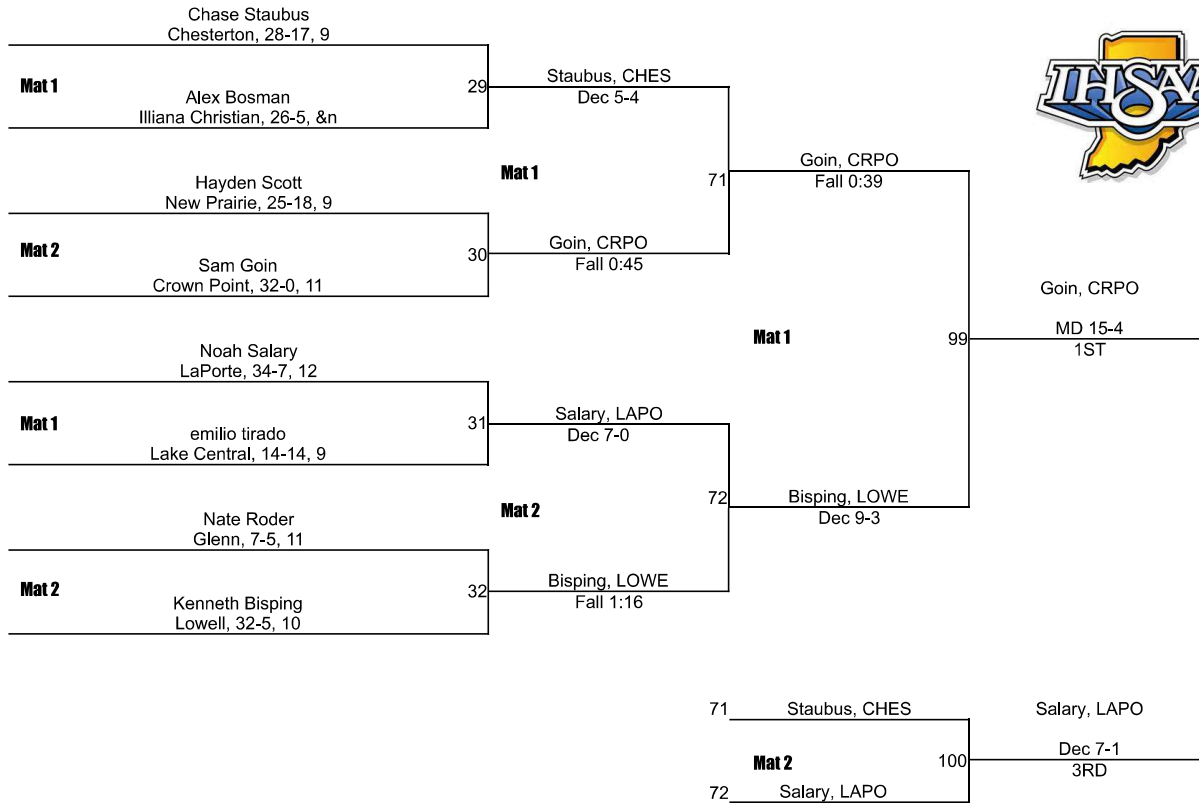 Chase Staubus
Chesterton, 28-17, 9
Mat 1
Alex Bosman
Illiana Christian, 26-5, &n
29
Staubus, CHES
Dec 5-4
Hayden Scott
New Prairie, 25-18, 9
Mat 2
Sam Goin
Crown Point, 32-0, 11
30
Goin, CRPO
Fall 0:45
Mat 1
71
Goin, CRPO
Fall 0:39
Noah Salary
LaPorte, 34-7, 12
Mat 1
emilio tirado
Lake Central, 14-14, 9
31
Salary, LAPO
Dec 7-0
Nate Roder
Glenn, 7-5, 11
Mat 2
Kenneth Bisping
Lowell, 32-5, 10
32
Bisping, LOWE
Fall 1:16
Mat 2
72
Bisping, LOWE
Dec 9-3
Mat 1
99
Goin, CRPO
MD 15-4
1ST
IHSAA
71
Staubus, CHES
Mat 2
72
Salary, LAPO
100
Salary, LAPO
Dec 7-1
3RD